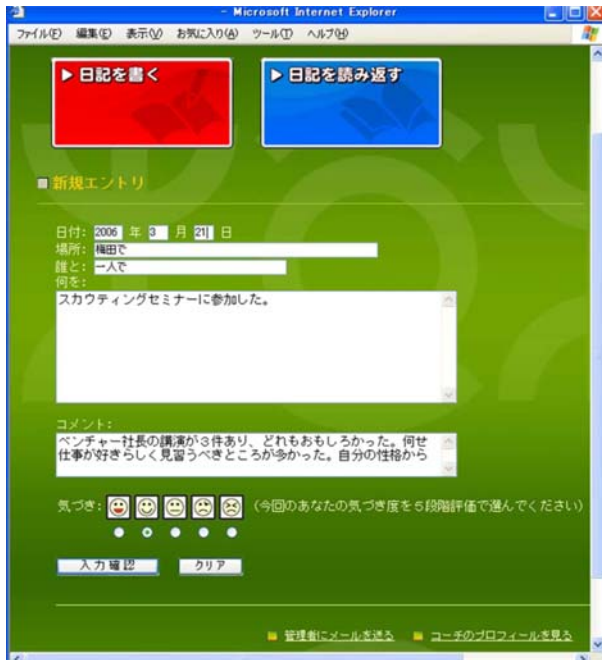 - Microsoft Internet Explorer
ファイル(F) 編集(E) 表示(V) お気に入り(A) ツール(T) ヘルプ(H)
日記を書く 日記を読み返す
新規エントリ
日付: 2006 年 3 月 21 日
場所: 梅田で
誰と: 一人で
何を:
スカウティングセミナーに参加した。
コメント:
ベンチャー社長の講演が3件あり、どれもおもしろかった。何せ
仕事が好きらしく見習うべきところが多かった。自分の性格から
気づき: (今回のあなたの気づき度を5段階評価で選んでください)
入力確認 クリア
管理者にメールを送る コーチのプロフィールを見る